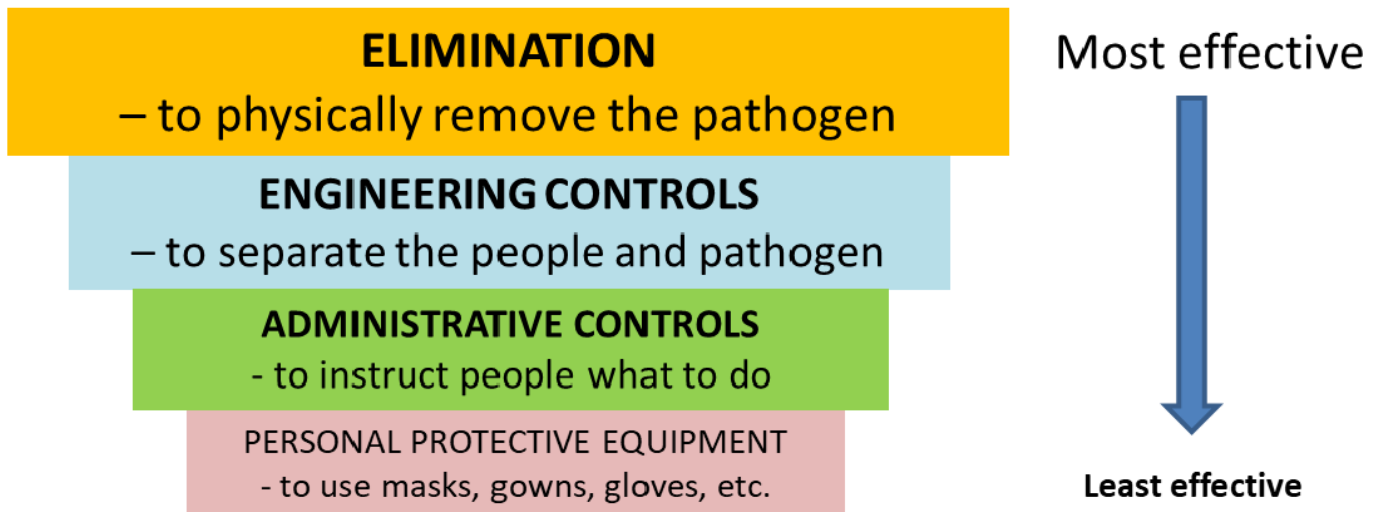 ELIMINATION
– to physically remove the pathogen
Most effective
ENGINEERING CONTROLS
– to separate the people and pathogen
ADMINISTRATIVE CONTROLS
- to instruct people what to do
PERSONAL PROTECTIVE EQUIPMENT
- to use masks, gowns, gloves, etc.
Least effective